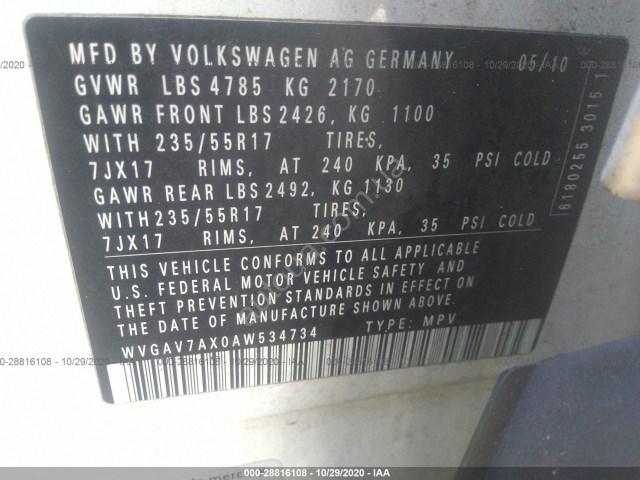 MFD BY VOLKSWAGEN AG GERMANY 05/10
GVWR LBS 4785 KG 2170
GAWR FRONT LBS 2426, KG 1100
WITH 235/55R17 TIRES,
7JX17 RIMS, AT 240 KPA, 35 PSI COLD
GAWR REAR LBS 2492, KG 1130
WITH 235/55R17 TIRES,
7JX17 RIMS, AT 240 KPA, 35 PSI COLD
THIS VEHICLE CONFORMS TO ALL APPLICABLE
U.S. FEDERAL MOTOR VEHICLE SAFETY AND
THEFT PREVENTION STANDARDS IN EFFECT ON
THE DATE OF MANUFACTURE SHOWN ABOVE.
WVGAV7AX0AW534734 TYPE: MPV
6180255 3015 1
000-28816108 • 10/29/2020 - IAA